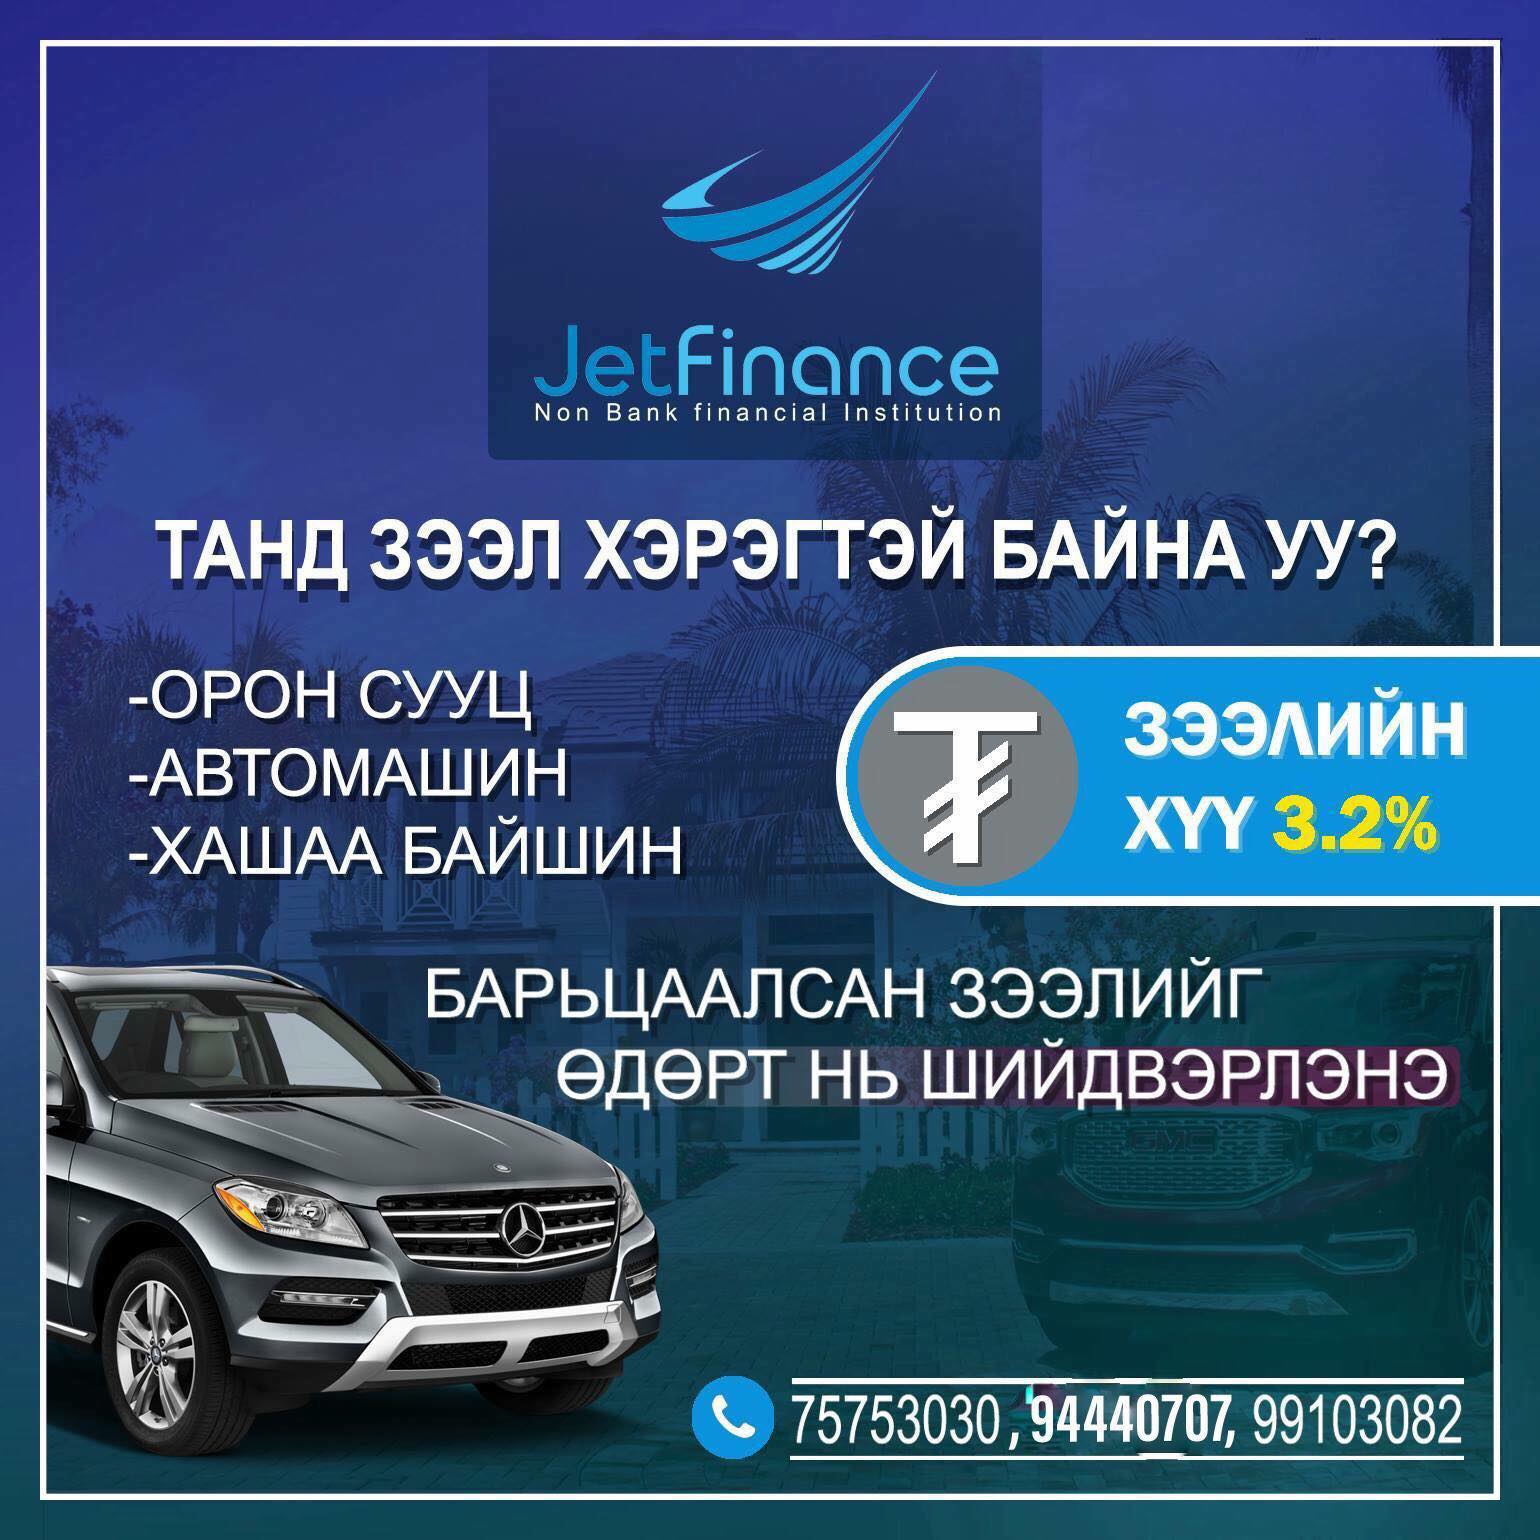 JetFinance
Non Bank financial Institution
ТАНД ЗЭЭЛ ХЭРЭГТЭЙ БАЙНА УУ?
-ОРОН СУУЦ
-АВТОМАШИН
-ХАШАА БАЙШИН
₮
ЗЭЭЛИЙН
ХҮҮ 3.2%
БАРЬЦААЛСАН ЗЭЭЛИЙГ
ӨДӨРТ НЬ ШИЙДВЭРЛЭНЭ
GMC
75753030 , 94440707, 99103082